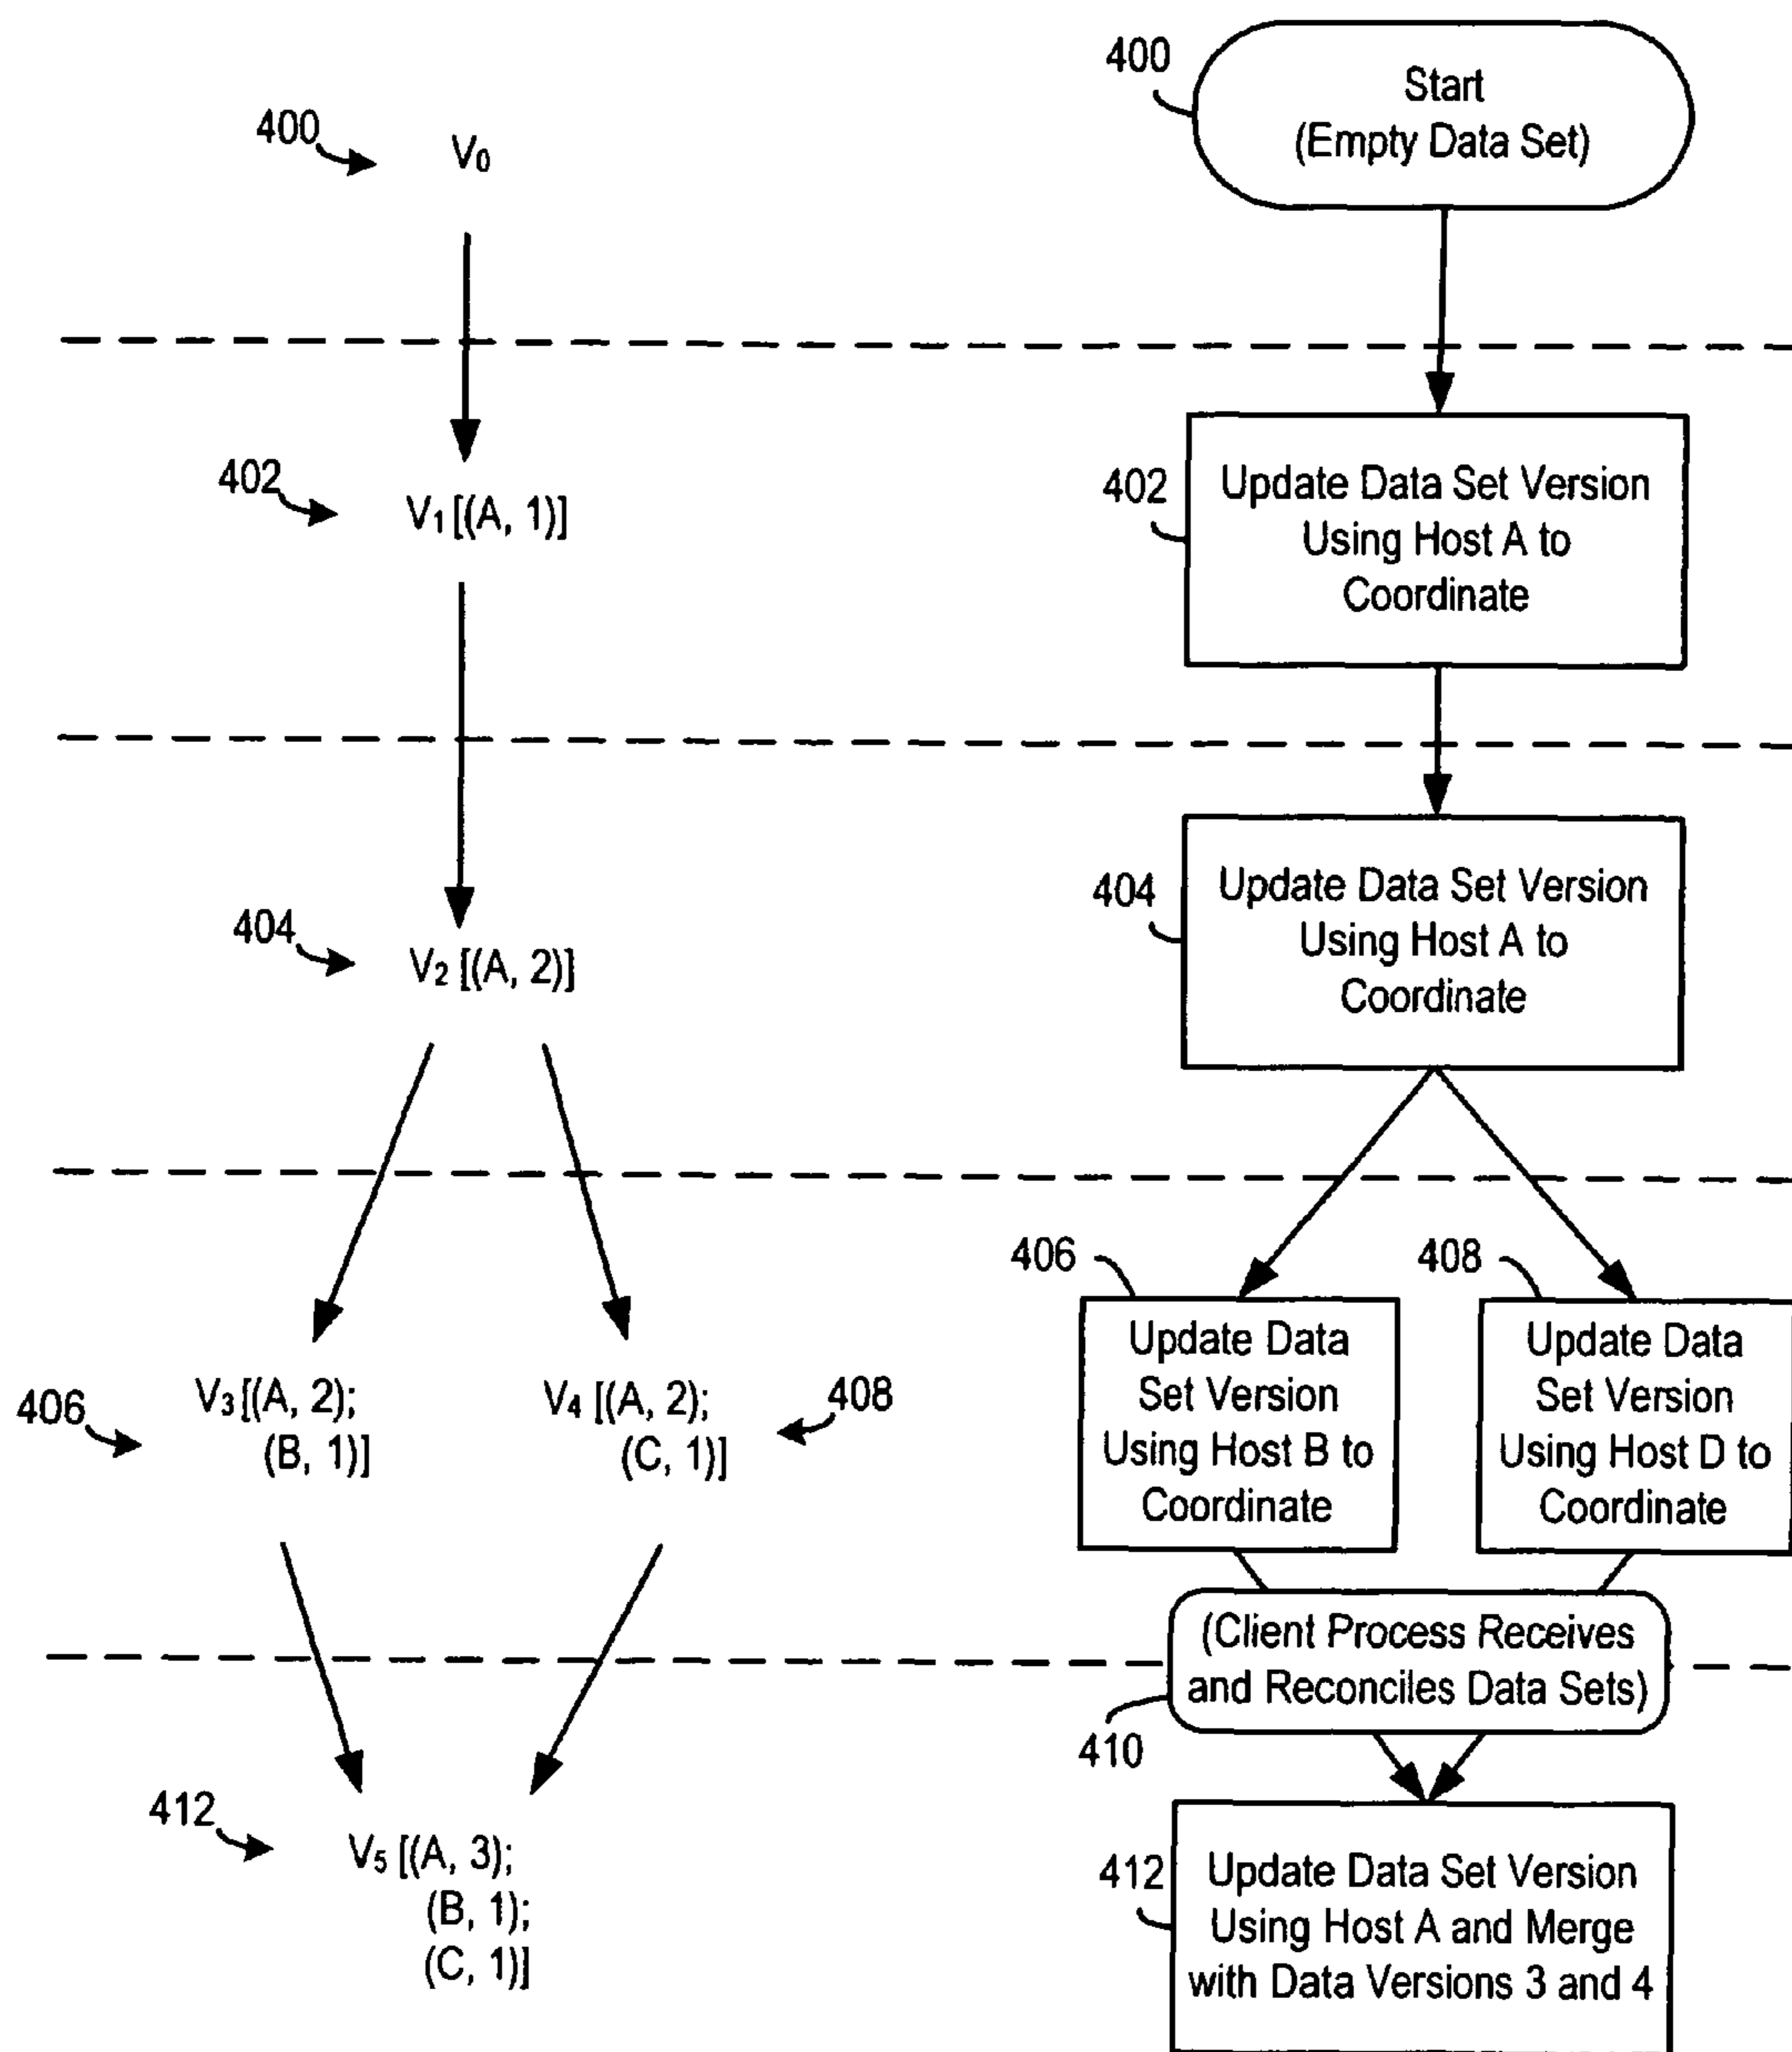 400
V0
400
Start
(Empty Data Set)
402
V1 [(A, 1)]
402
Update Data Set Version
Using Host A to
Coordinate
404
V2 [(A, 2)]
404
Update Data Set Version
Using Host A to
Coordinate
406
V3 [(A, 2);
(B, 1)]
V4 [(A, 2);
(C, 1)]
408
406
Update Data
Set Version
Using Host B to
Coordinate
408
Update Data
Set Version
Using Host D to
Coordinate
(Client Process Receives
and Reconciles Data Sets)
410
412
V5 [(A, 3);
(B, 1);
(C, 1)]
412
Update Data Set Version
Using Host A and Merge
with Data Versions 3 and 4